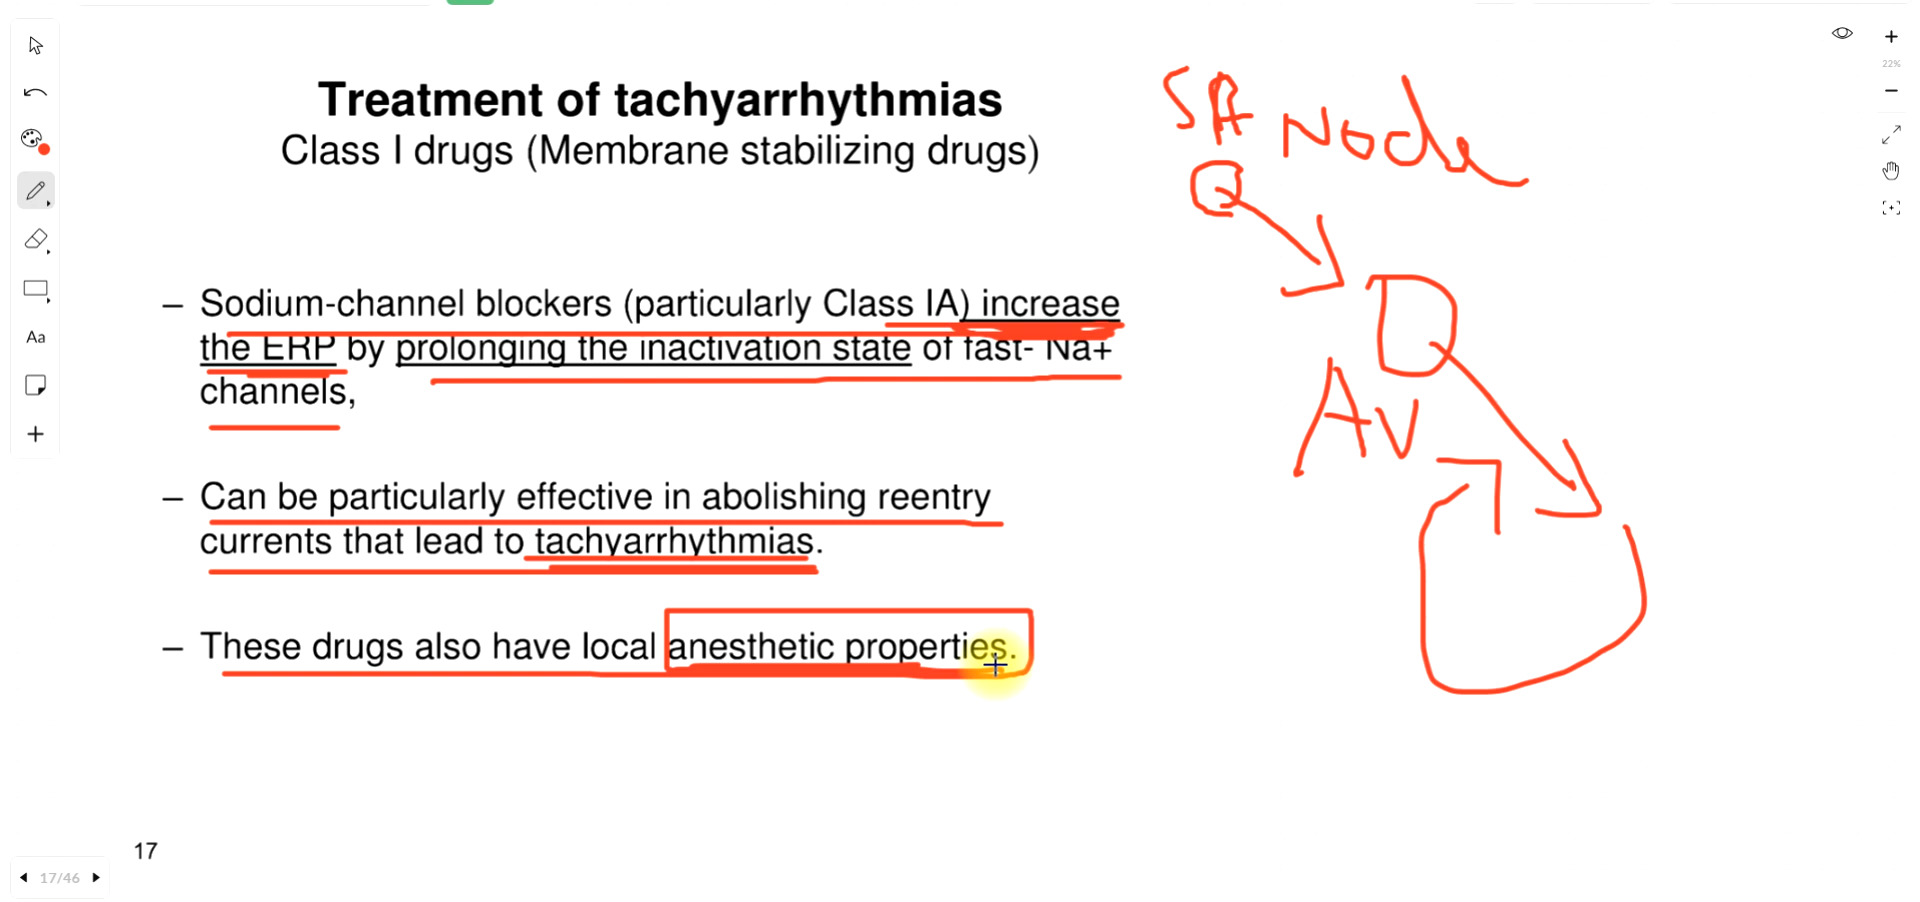 Treatment of tachyarrhythmias
Class I drugs (Membrane stabilizing drugs)
– Sodium-channel blockers (particularly Class IA) increase
the ERP by prolonging the inactivation state of fast- Na+
channels,
– Can be particularly effective in abolishing reentry
currents that lead to tachyarrhythmias.
– These drugs also have local anesthetic properties.
17
SA Node
AV
Aa
17/46
22%